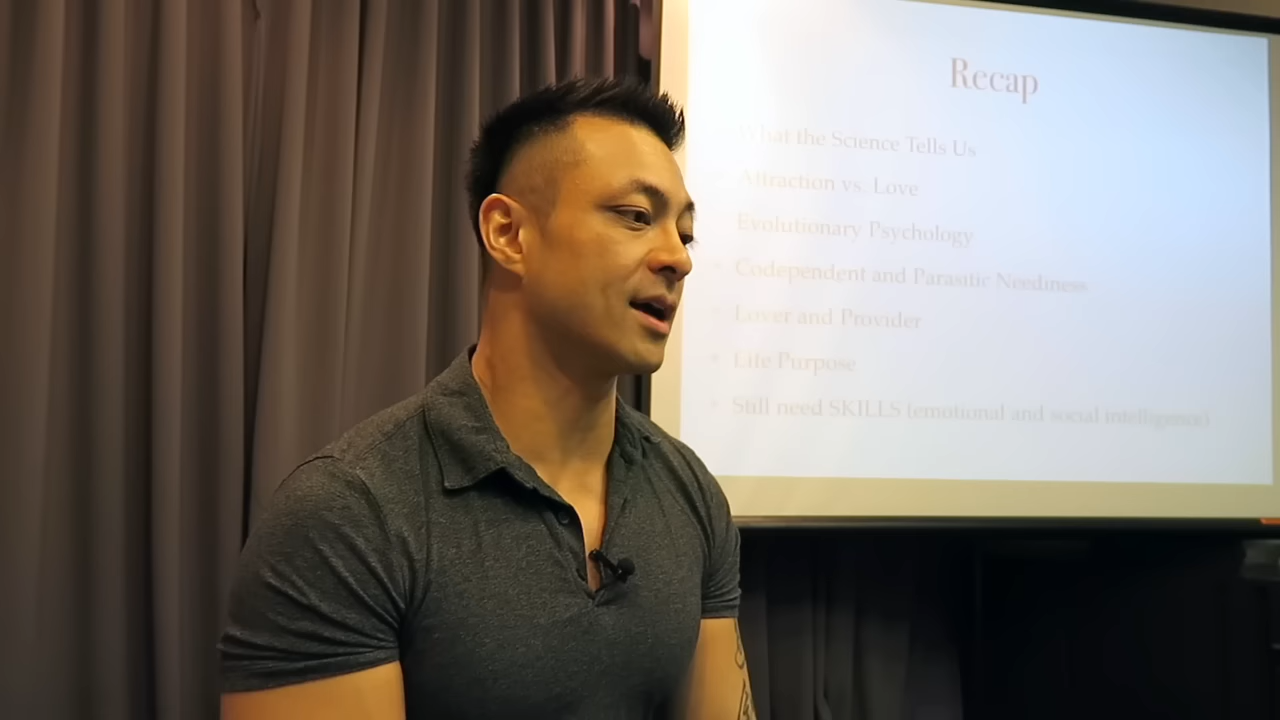 Recap
What the Science Tells Us
Attraction vs. Love
Evolutionary Psychology
Codependent and Parasitic Neediness
Lover and Provider
Life Purpose
Still need SKILLS (emotional and social intelligence)